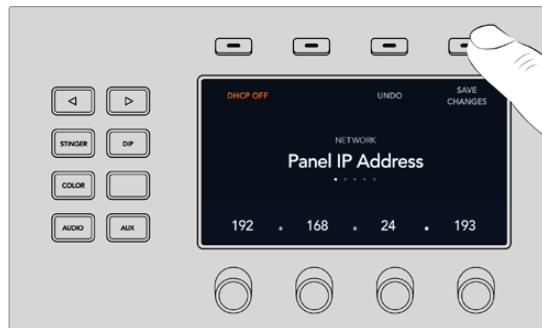 DHCP OFF
UNDO
SAVE
CHANGES
NETWORK
Panel IP Address
STINGER
DIP
COLOR
AUDIO
AUX
192 . 168 . 24 . 193